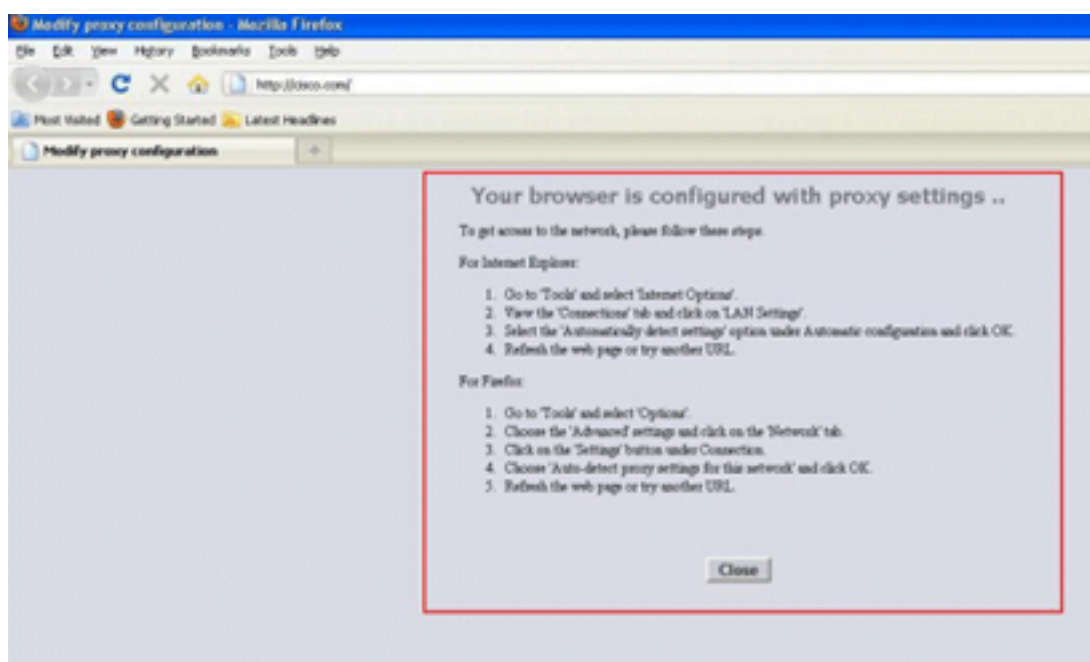 Modify proxy configuration - Mozilla Firefox
File Edit View History Bookmarks Tools Help
http://cisco.com/
Most Visited Getting Started Latest Headlines
Modify proxy configuration
Your browser is configured with proxy settings ..
To get access to the network, please follow these steps.
For Internet Explorer:
1. Go to 'Tools' and select 'Internet Options'.
2. View the 'Connections' tab and click on 'LAN Settings'.
3. Select the 'Automatically detect settings' option under Automatic configuration and click OK.
4. Refresh the web page or try another URL.
For Firefox:
1. Go to 'Tools' and select 'Options'.
2. Choose the 'Advanced' settings and click on the 'Network' tab.
3. Click on the 'Settings' button under Connection.
4. Choose 'Auto-detect proxy settings for this network' and click OK.
5. Refresh the web page or try another URL.
Close